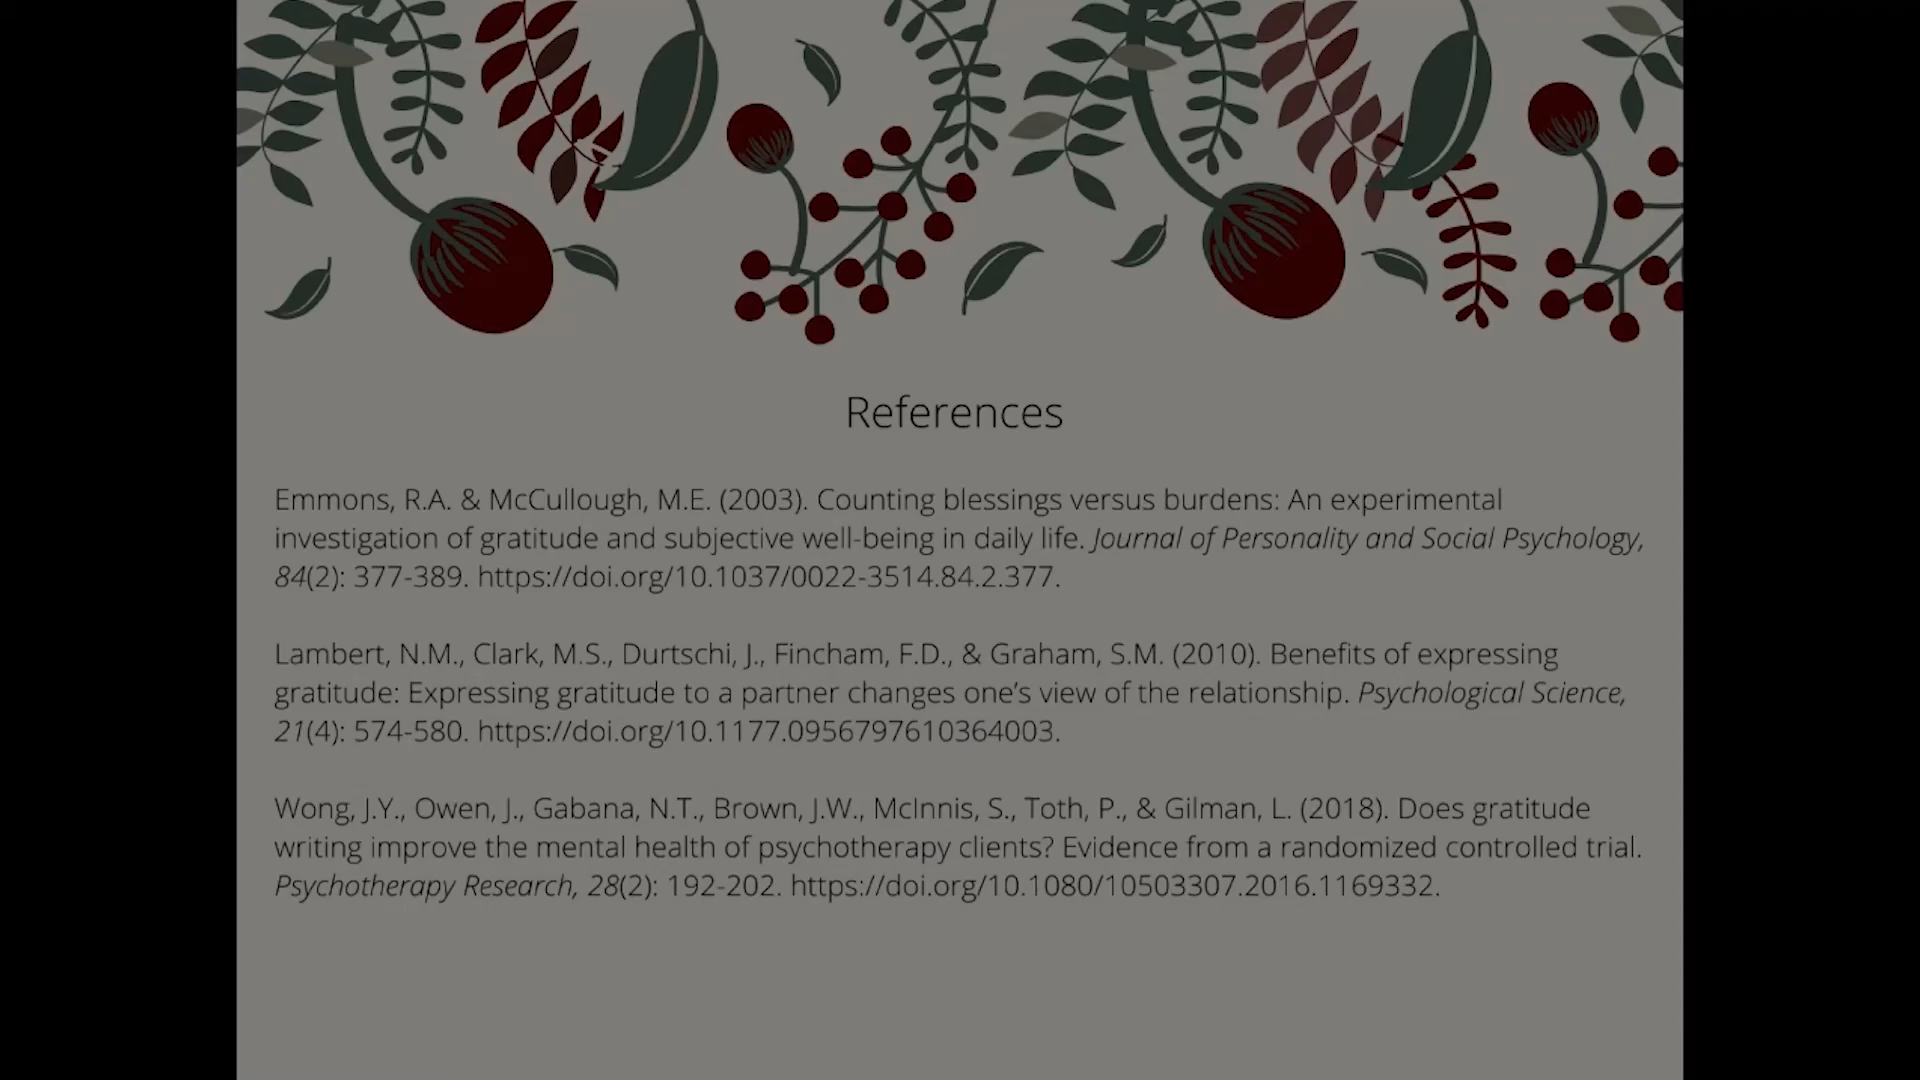 References
Emmons, R.A. & McCullough, M.E. (2003). Counting blessings versus burdens: An experimental
investigation of gratitude and subjective well-being in daily life. Journal of Personality and Social Psychology,
84(2): 377-389. https://doi.org/10.1037/0022-3514.84.2.377.
Lambert, N.M., Clark, M.S., Durtschi, J., Fincham, F.D., & Graham, S.M. (2010). Benefits of expressing
gratitude: Expressing gratitude to a partner changes one’s view of the relationship. Psychological Science,
21(4): 574-580. https://doi.org/10.1177.0956797610364003.
Wong, J.Y., Owen, J., Gabana, N.T., Brown, J.W., McInnis, S., Toth, P., & Gilman, L. (2018). Does gratitude
writing improve the mental health of psychotherapy clients? Evidence from a randomized controlled trial.
Psychotherapy Research, 28(2): 192-202. https://doi.org/10.1080/10503307.2016.1169332.